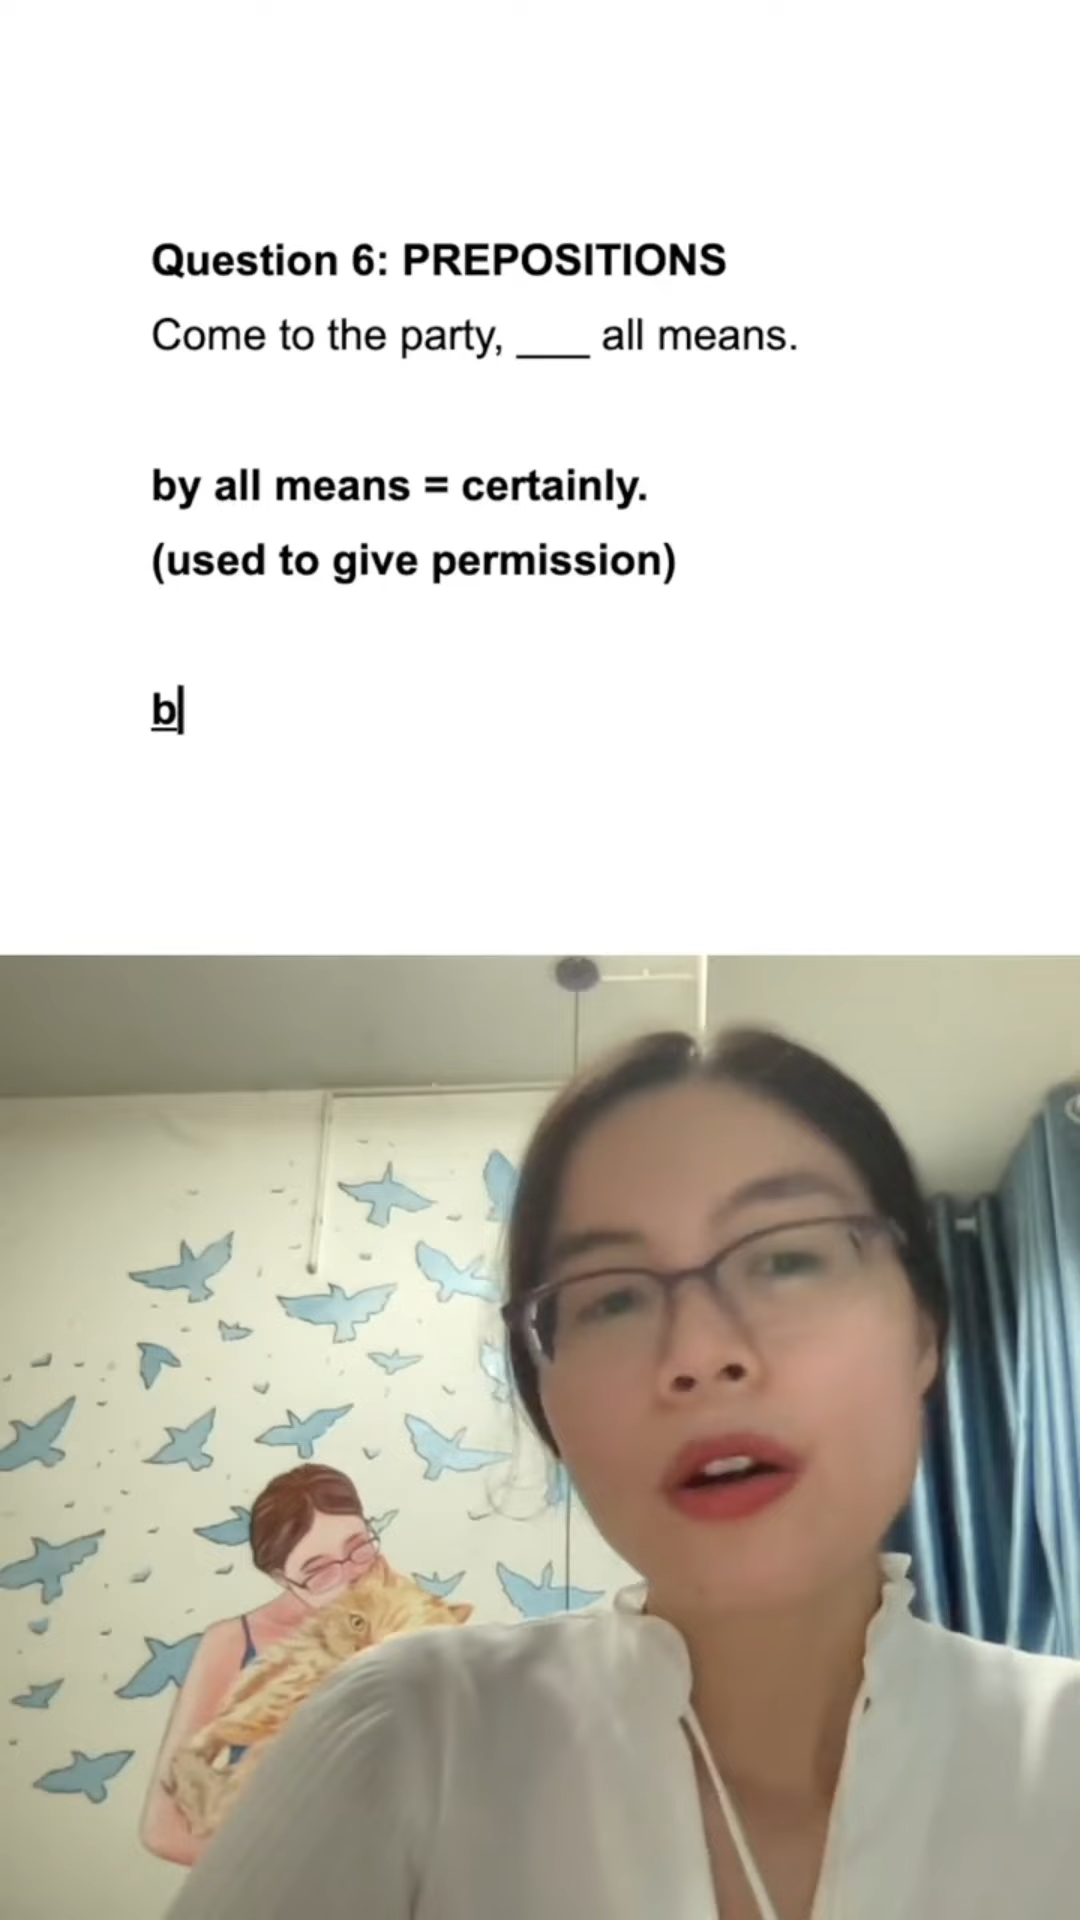 Question 6: PREPOSITIONS
Come to the party, ___ all means.
by all means = certainly.
(used to give permission)
b